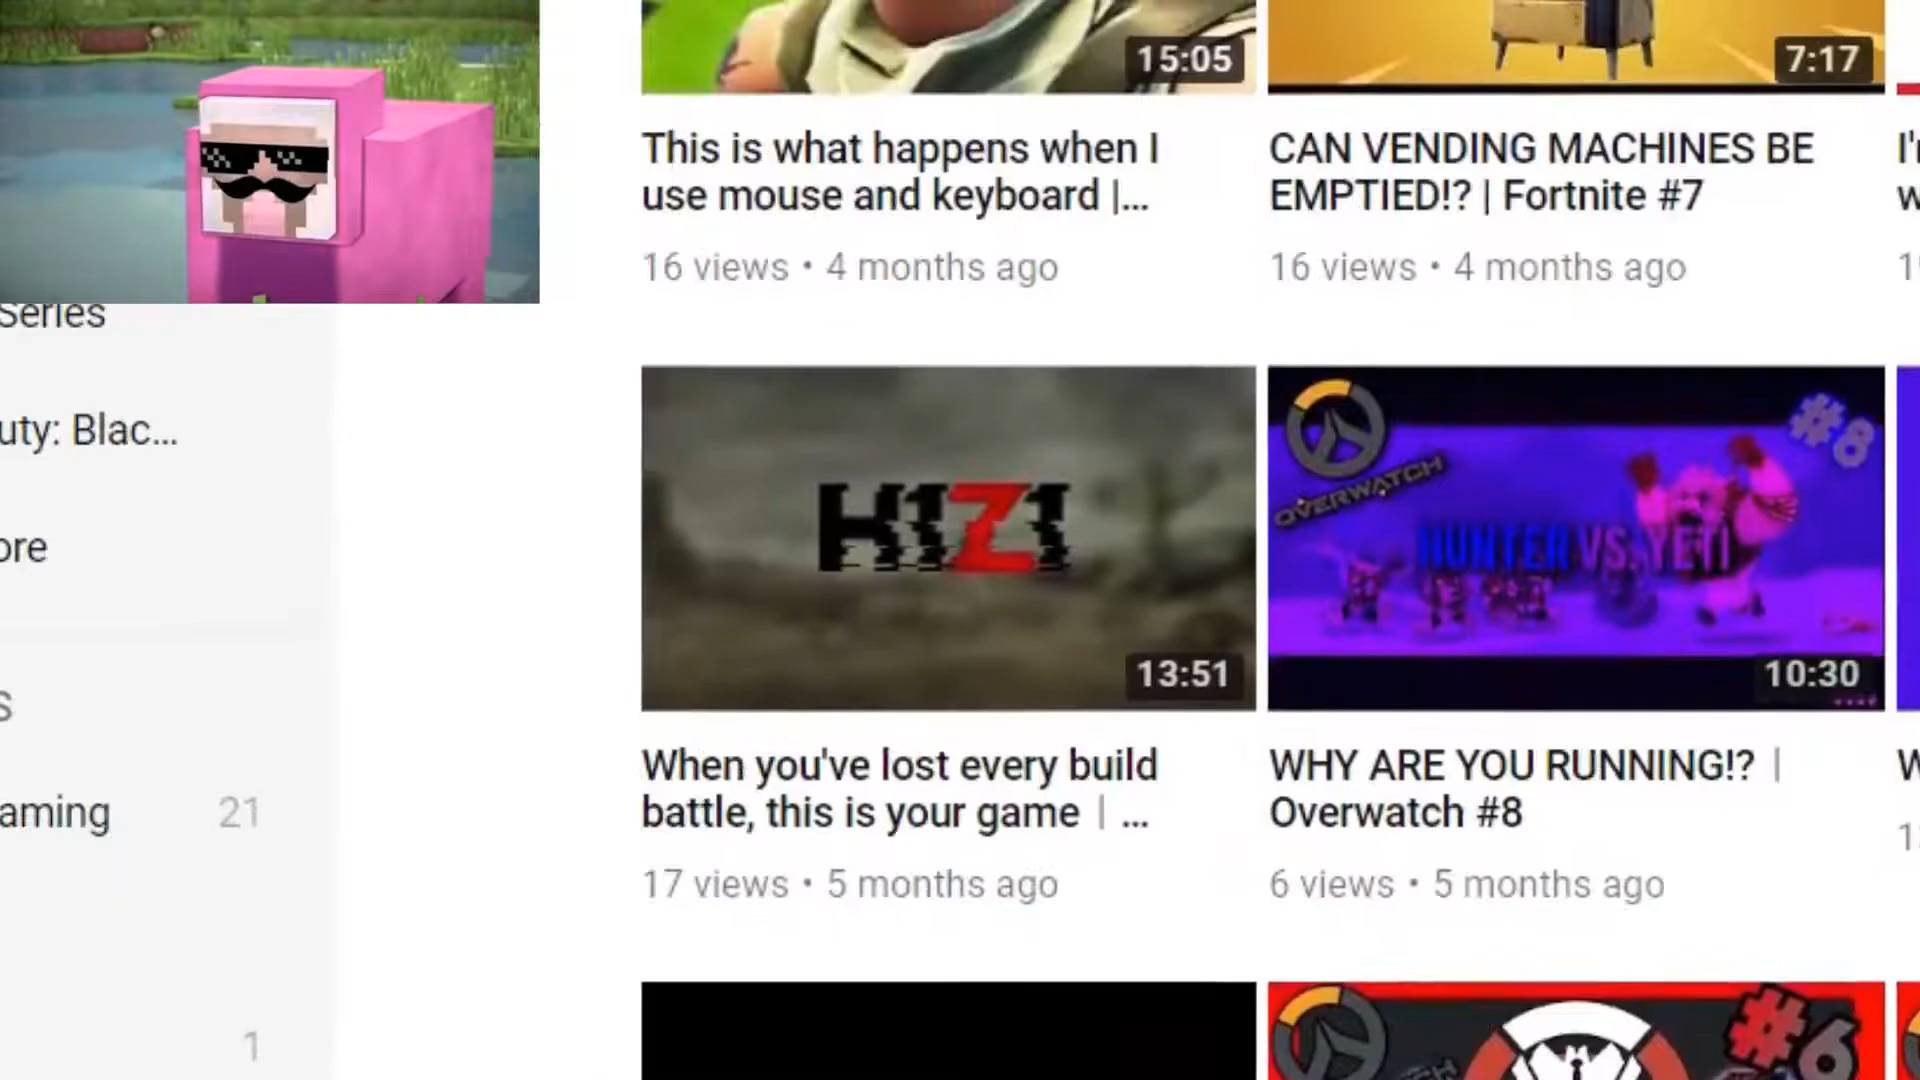 Series
uty: Blac...
ore
S
aming 21
1
15:05
This is what happens when I
use mouse and keyboard |...
16 views • 4 months ago
7:17
CAN VENDING MACHINES BE
EMPTIED!? | Fortnite #7
16 views • 4 months ago
H1Z1
13:51
When you've lost every build
battle, this is your game | ...
17 views • 5 months ago
OVERWATCH
#8
HUNTER VS. YETI
10:30
WHY ARE YOU RUNNING!? |
Overwatch #8
6 views • 5 months ago
#6